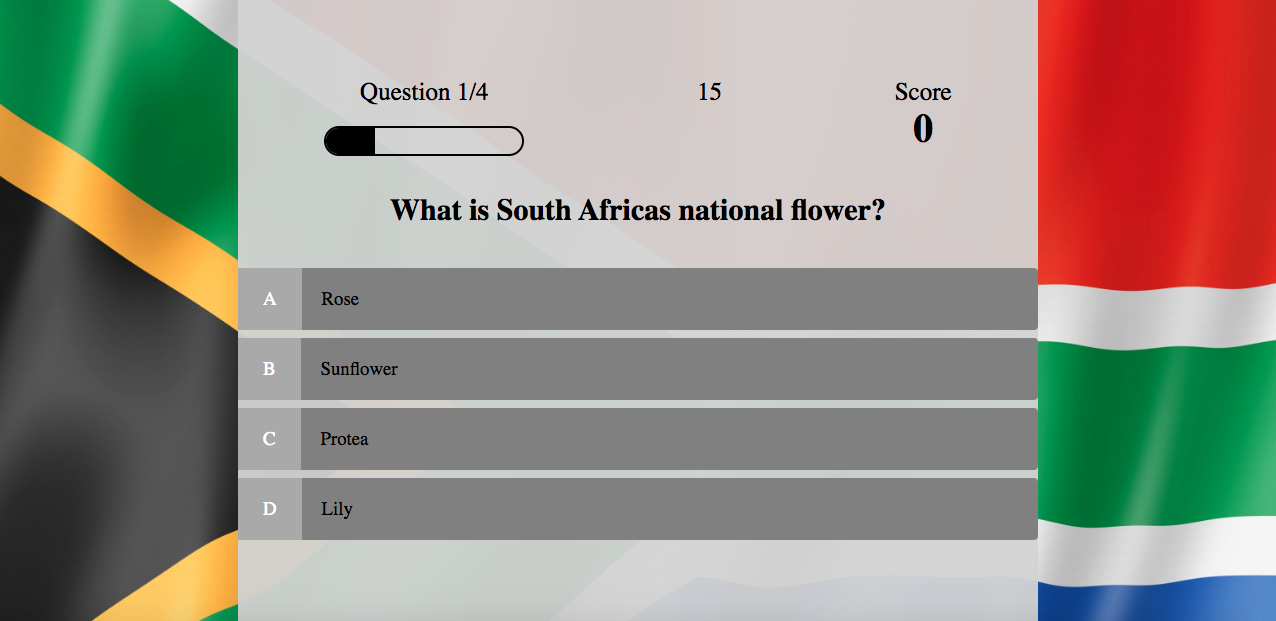 Question 1/4
15
Score
0
What is South Africas national flower?
A Rose
B Sunflower
C Protea
D Lily